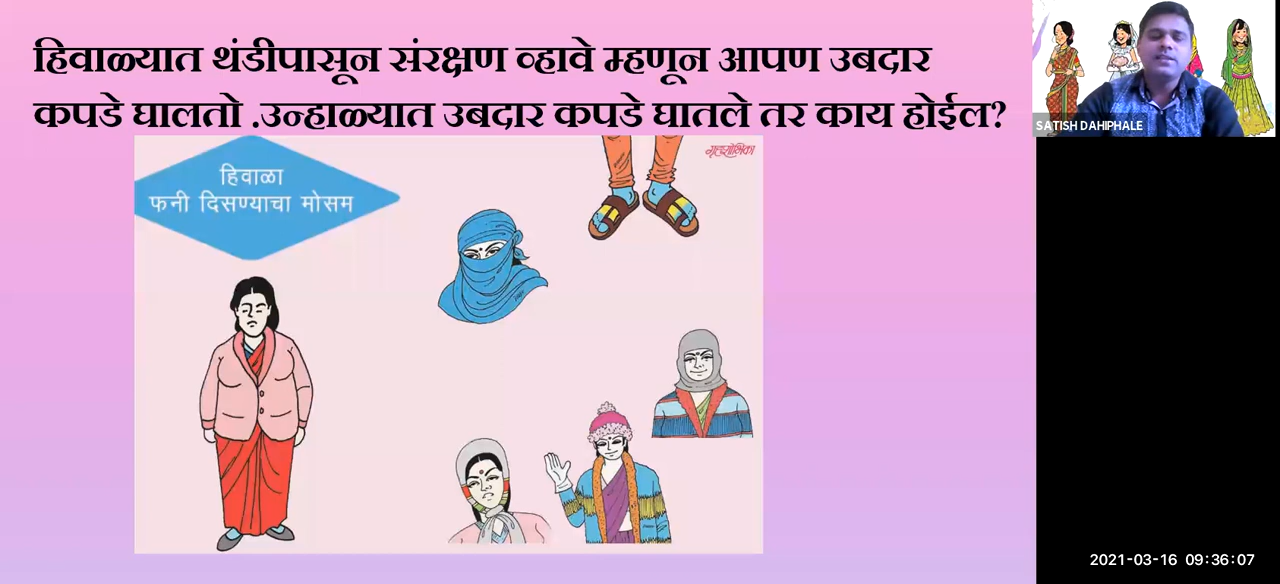 हिवाळ्यात थंडीपासून संरक्षण व्हावे म्हणून आपण उबदार
कपडे घालतो .उन्हाळ्यात उबदार कपडे घातले तर काय होईल?
SATISH DAHIPHALE
गृहशोभिका
हिवाळा
फनी दिसण्याचा मोसम
2021-03-16 09:36:07